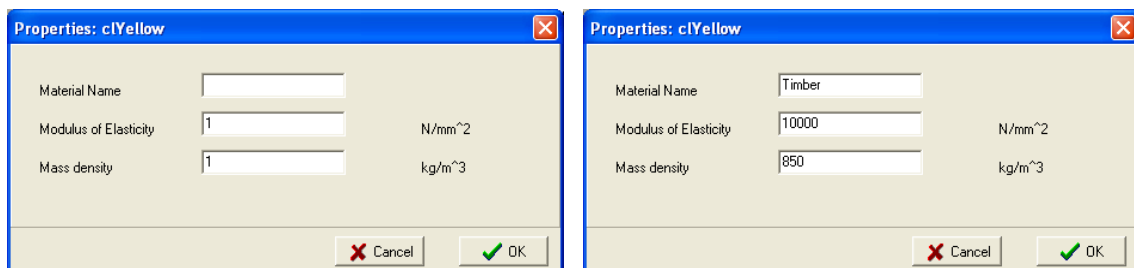 Properties: clYellow
Material Name
Modulus of Elasticity 1 N/mm^2
Mass density 1 kg/m^3
Cancel OK
Properties: clYellow
Material Name Timber
Modulus of Elasticity 10000 N/mm^2
Mass density 850 kg/m^3
Cancel OK